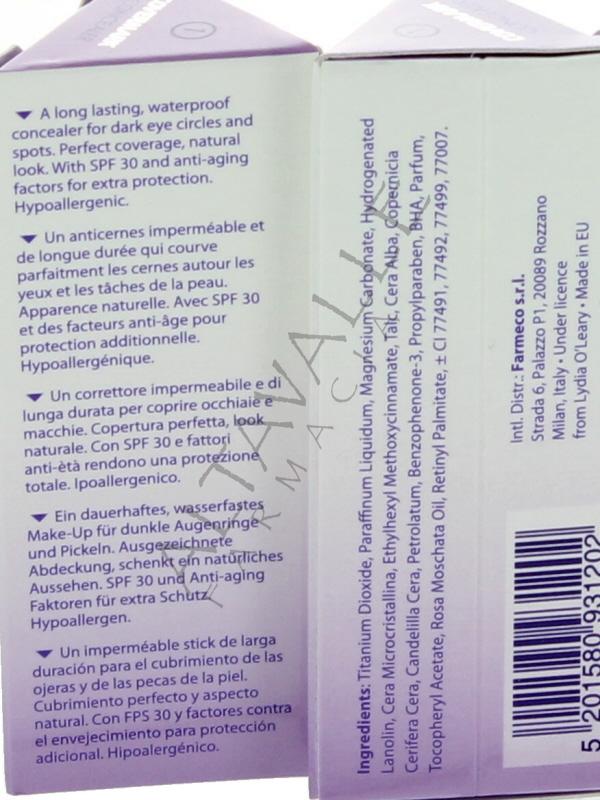 COVERMARK
1
▼ A long lasting, waterproof
concealer for dark eye circles and
spots. Perfect coverage, natural
look. With SPF 30 and anti-aging
factors for extra protection.
Hypoallergenic.
▼ Un anticernes imperméable et
de longue durée qui courve
parfaitment les cernes autour les
yeux et les tâches de la peau.
Apparence naturelle. Avec SPF 30
et des facteurs anti-âge pour
protection additionnelle.
Hypoallergénique.
▼ Un correttore impermeabile e di
lunga durata per coprire occhiaie e
macchie. Copertura perfetta, look
naturale. Con SPF 30 e fattori
anti-ètà rendono una protezione
totale. Ipoallergenico.
▼ Ein dauerhaftes, wasserfastes
Make-Up für dunkle Augenringe
und Pickeln. Ausgezeichnete
Abdeckung, schenkt ein natürliches
Aussehen. SPF 30 und Anti-aging
Faktoren für extra Schutz.
Hypoallergen.
▼ Un imperméable stick de larga
duración para el cubrimiento de las
ojeras y de las pecas de la piel.
Cubrimiento perfecto y aspecto
natural. Con FPS 30 y factores contra
el envejecimiento para protección
adicional. Hipoalergénico.
COVERMARK
1
Ingredients: Titanium Dioxide, Paraffinum Liquidum, Magnesium Carbonate, Hydrogenated
Lanolin, Cera Microcristallina, Ethylhexyl Methoxycinnamate, Talc, Cera Alba, Copernicia
Cerifera Cera, Candelilla Cera, Petrolatum, Benzophenone-3, Propylparaben, BHA, Parfum,
Tocopheryl Acetate, Rosa Moschata Oil, Retinyl Palmitate, ± CI 77491, 77492, 77499, 77007.
Intl. Distr.: Farmeco s.r.l.
Strada 6, Palazzo P1, 20089 Rozzano
Milan, Italy • Under licence
from Lydia O'Leary • Made in EU
5 201580 931202
ALTAVALLE
FARMACIA